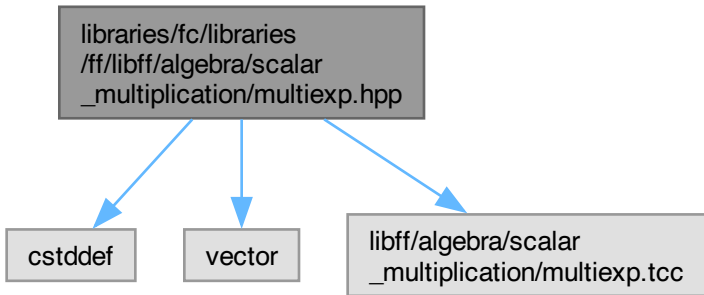 libraries/fc/libraries
/ff/libff/algebra/scalar
_multiplication/multiexp.hpp
cstddef
vector
libff/algebra/scalar
_multiplication/multiexp.tcc